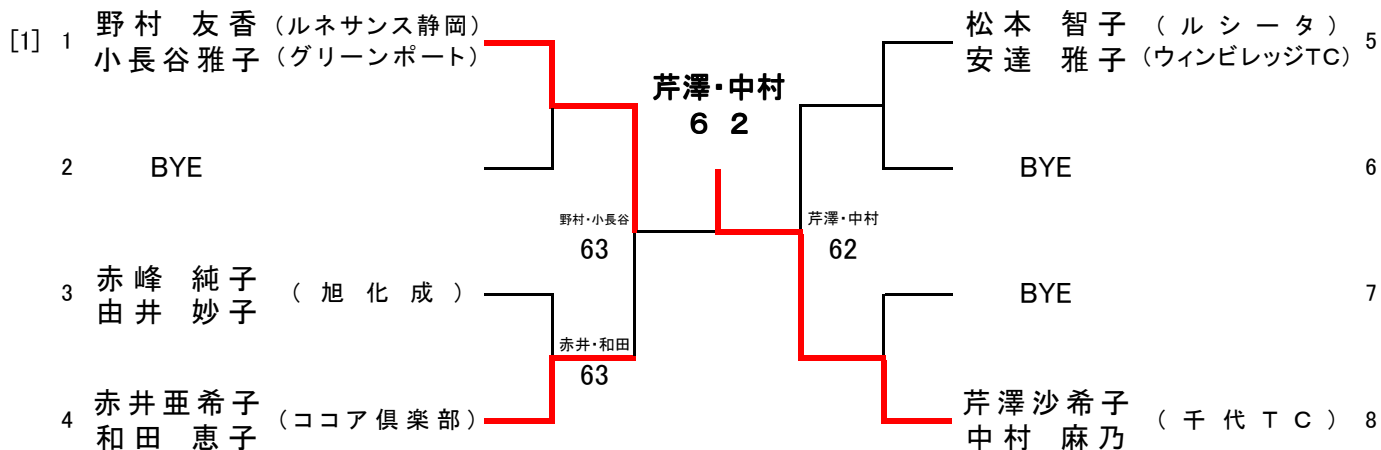 [1] 1 野村 友香 (ルネサンス静岡)
小長谷雅子 (グリーンポート)
2 BYE
3 赤峰 純子
由井 妙子 (旭化成)
4 赤井亜希子
和田 恵子 (ココア倶楽部)
野村・小長谷
63
赤井・和田
63
芹澤・中村
6 2
芹澤・中村
62
松本 智子 (ルシータ) 5
安達 雅子 (ウィンビレッジTC)
BYE 6
BYE 7
芹澤沙希子
中村 麻乃 (千代TC) 8